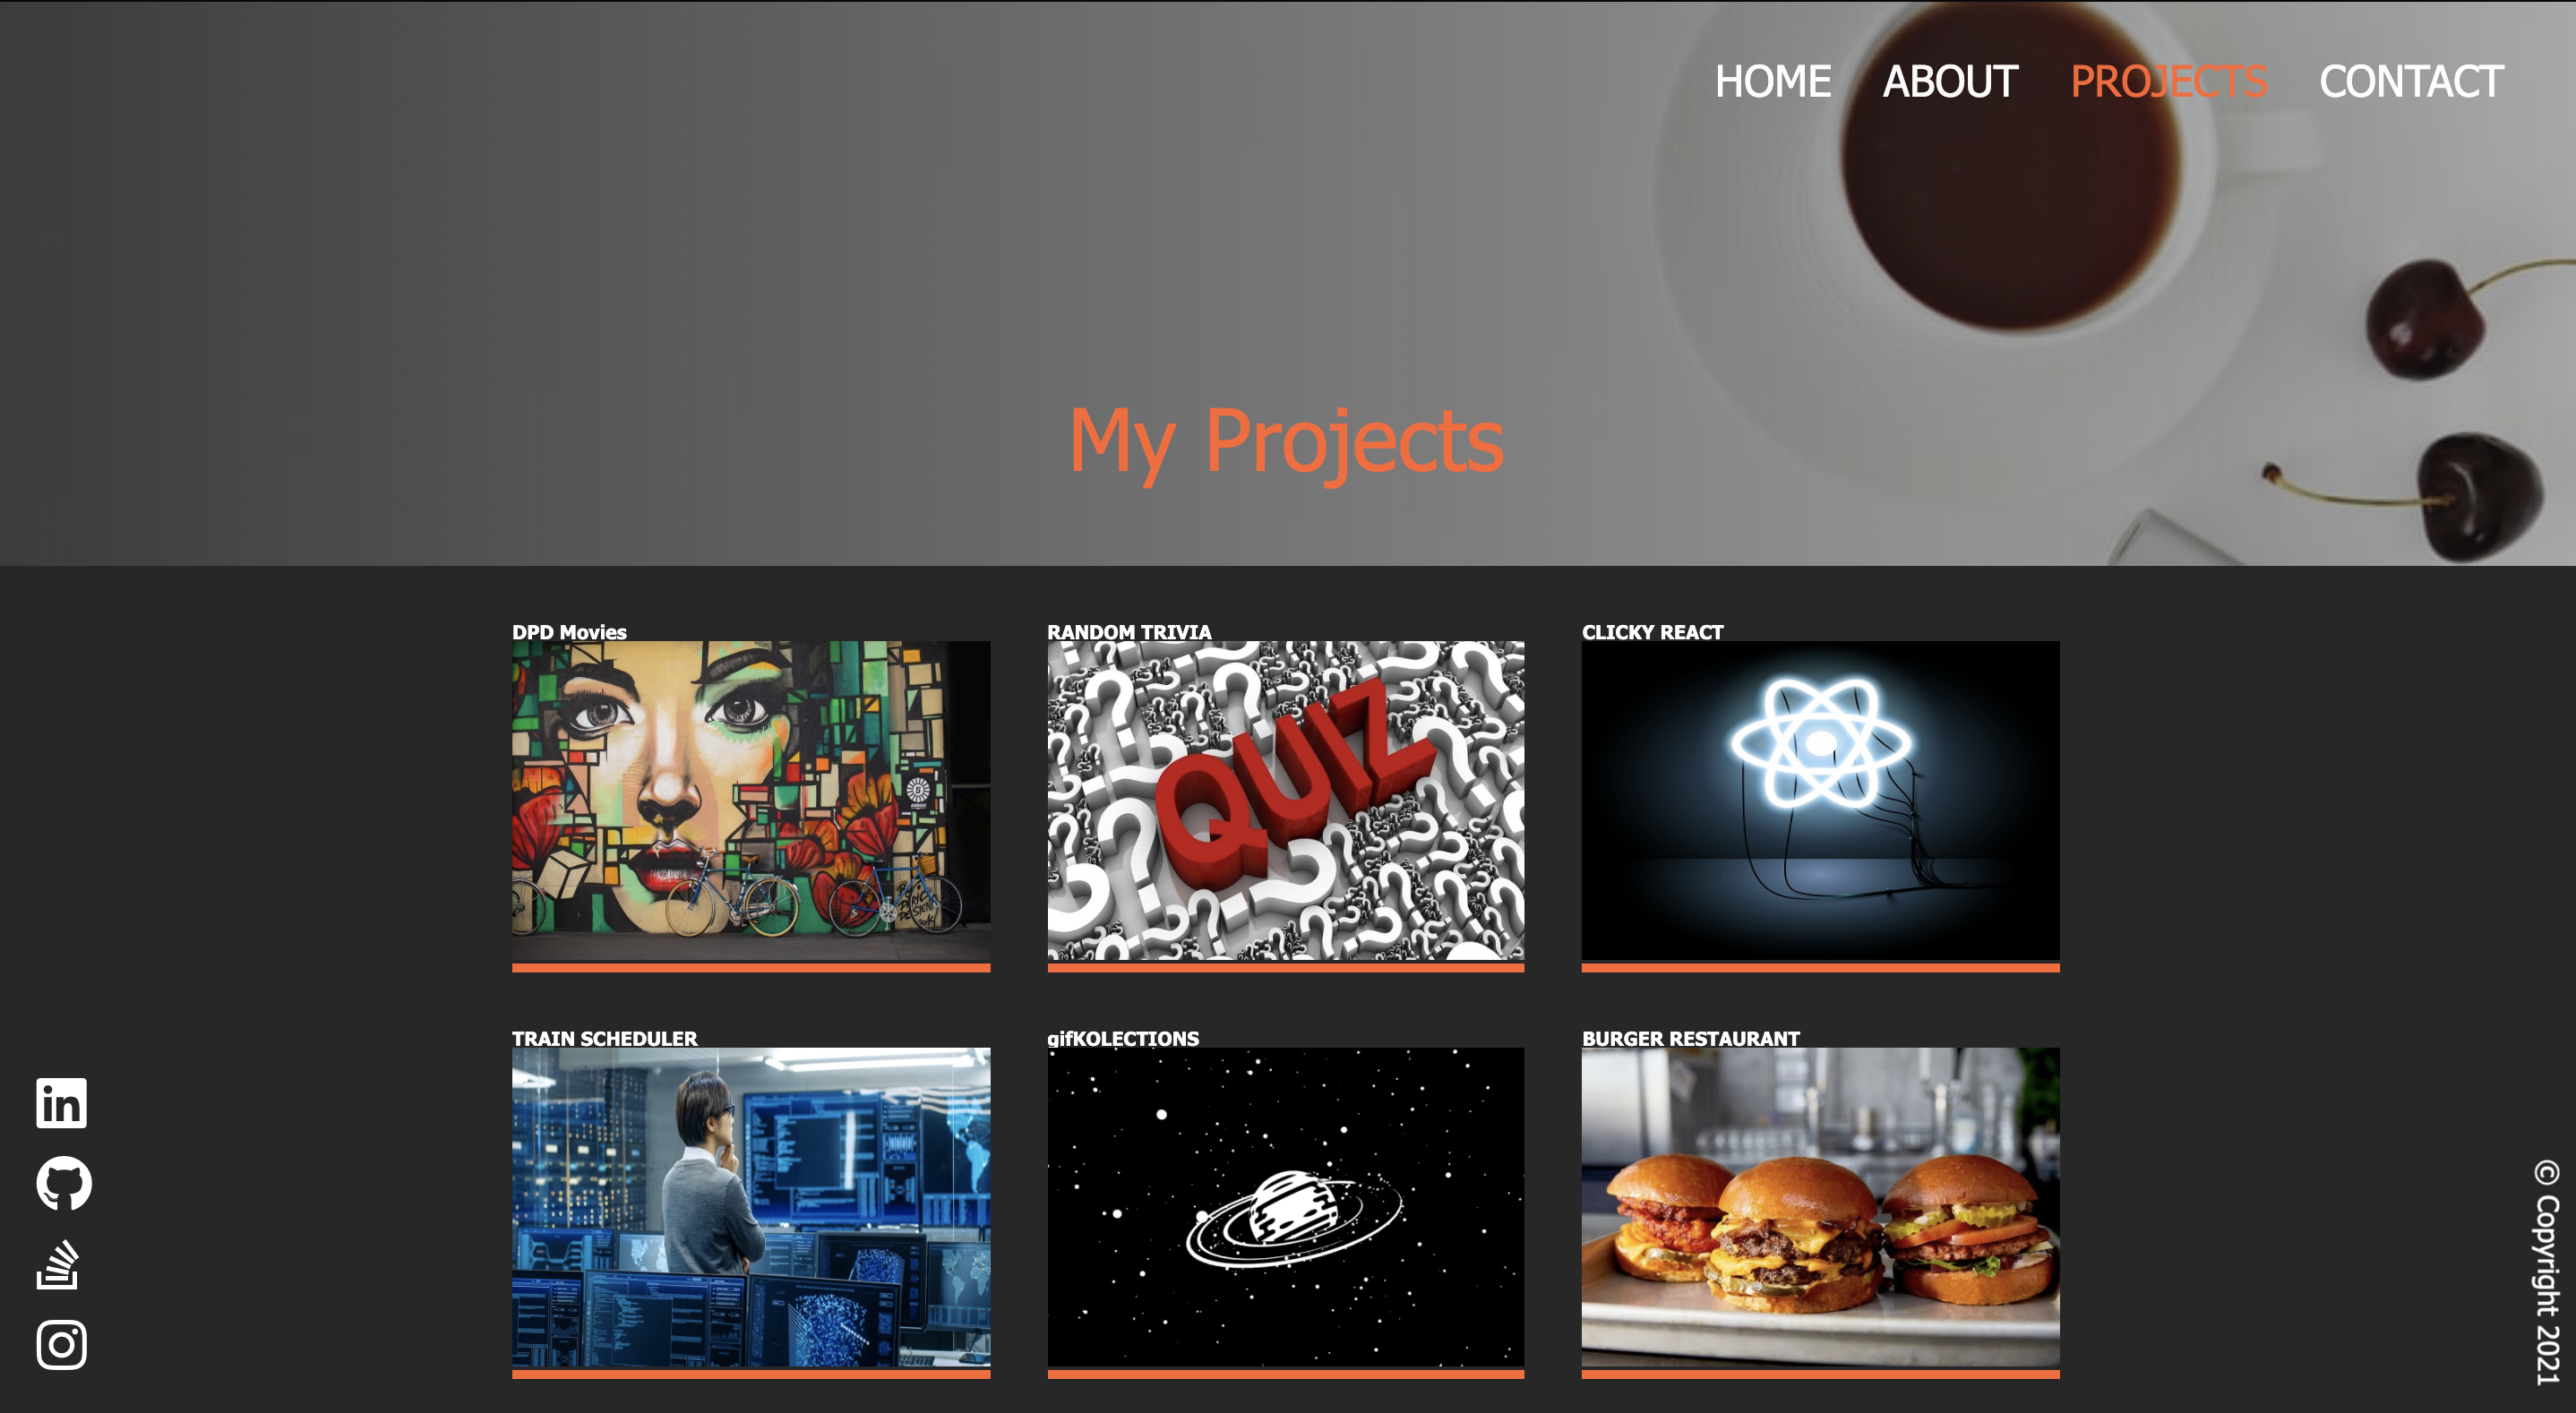 HOME ABOUT PROJECTS CONTACT
My Projects
DPD Movies
RANDOM TRIVIA
CLICKY REACT
QUIZ
TRAIN SCHEDULER
gifKOLECTIONS
BURGER RESTAURANT
in
© Copyright 2021